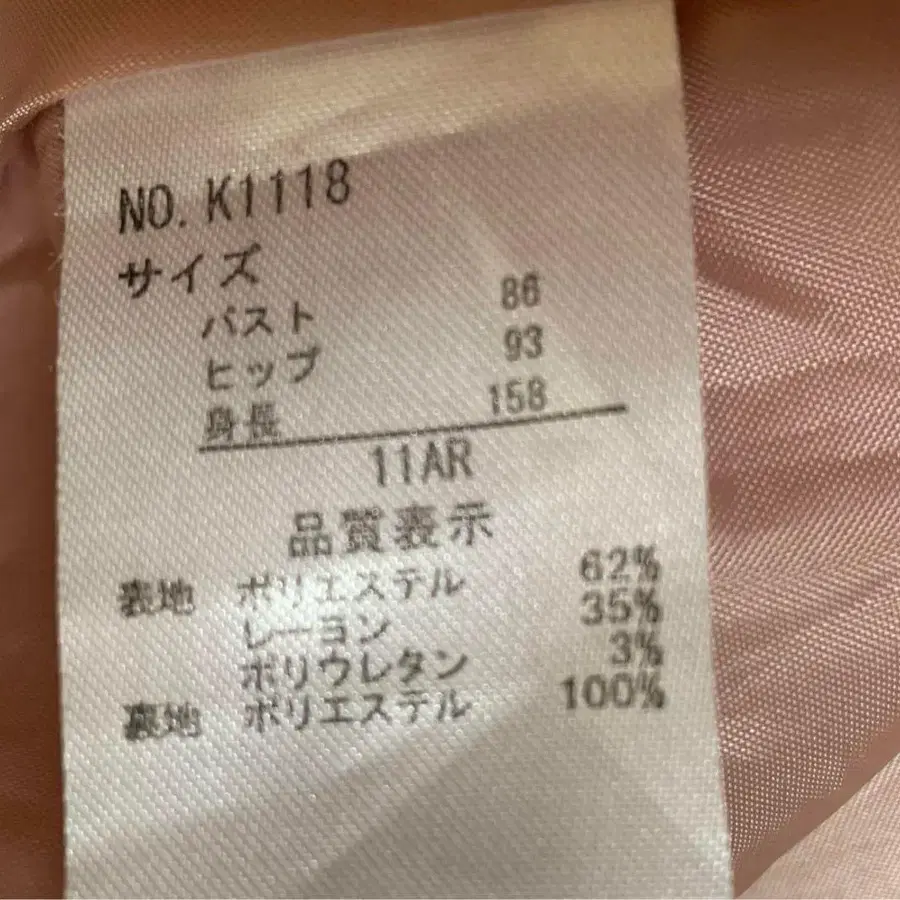 NO. K1118
サイズ
バスト 86
ヒップ 93
身長 158
11AR
品質表示
表地 ポリエステル 62%
レーヨン 35%
ポリウレタン 3%
裏地 ポリエステル 100%